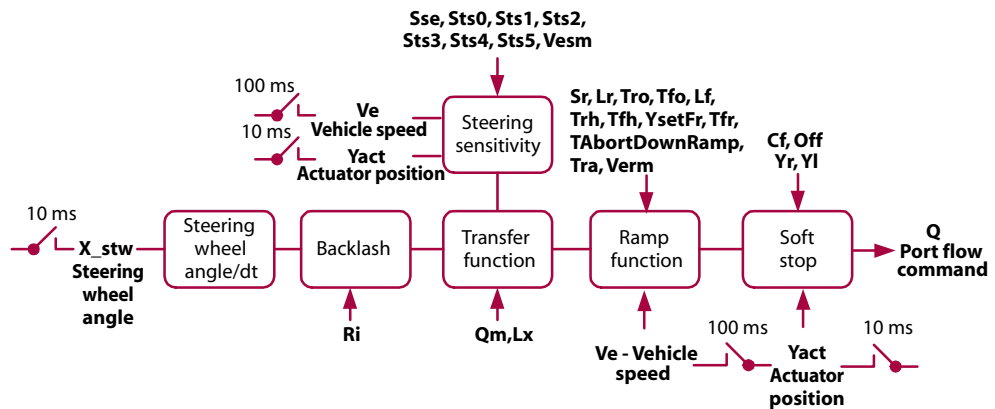 Sse, Sts0, Sts1, Sts2,
Sts3, Sts4, Sts5, Vesm
100 ms
Ve
Vehicle speed
10 ms
Yact
Actuator position
Steering
sensitivity
Sr, Lr, Tro, Tfo, Lf,
Trh, Tfh, YsetFr, Tfr,
TAbortDownRamp,
Tra, Verm
Cf, Off
Yr, Yl
10 ms
X_stw
Steering
wheel
angle
Steering
wheel
angle/dt
Backlash
Transfer
function
Ramp
function
Soft
stop
Q
Port flow
command
Ri
Qm,Lx
Ve - Vehicle
speed
100 ms
Yact
Actuator
position
10 ms